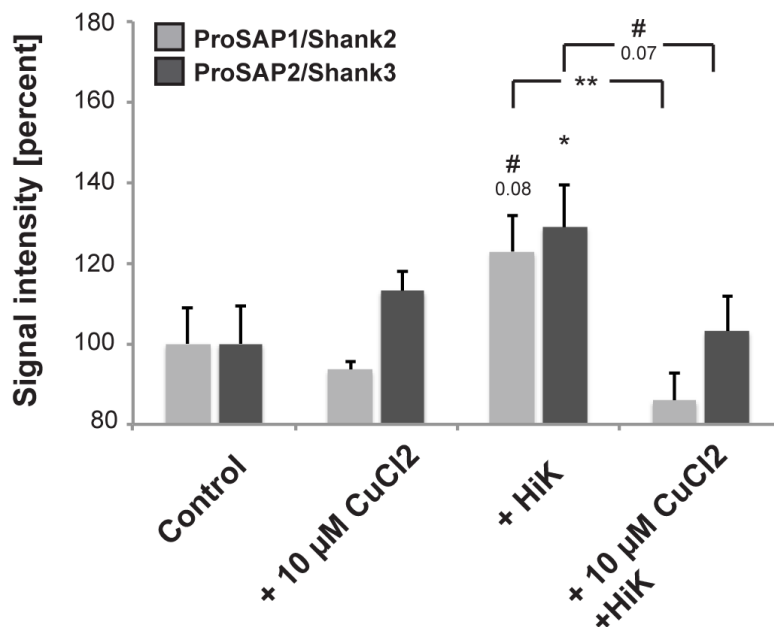 Signal intensity [percent]
180
160
140
120
100
80
ProSAP1/Shank2
ProSAP2/Shank3
#
0.07
**
#
0.08
*
Control
+ 10 µM CuCl2
+ HiK
+ 10 µM CuCl2
+HiK